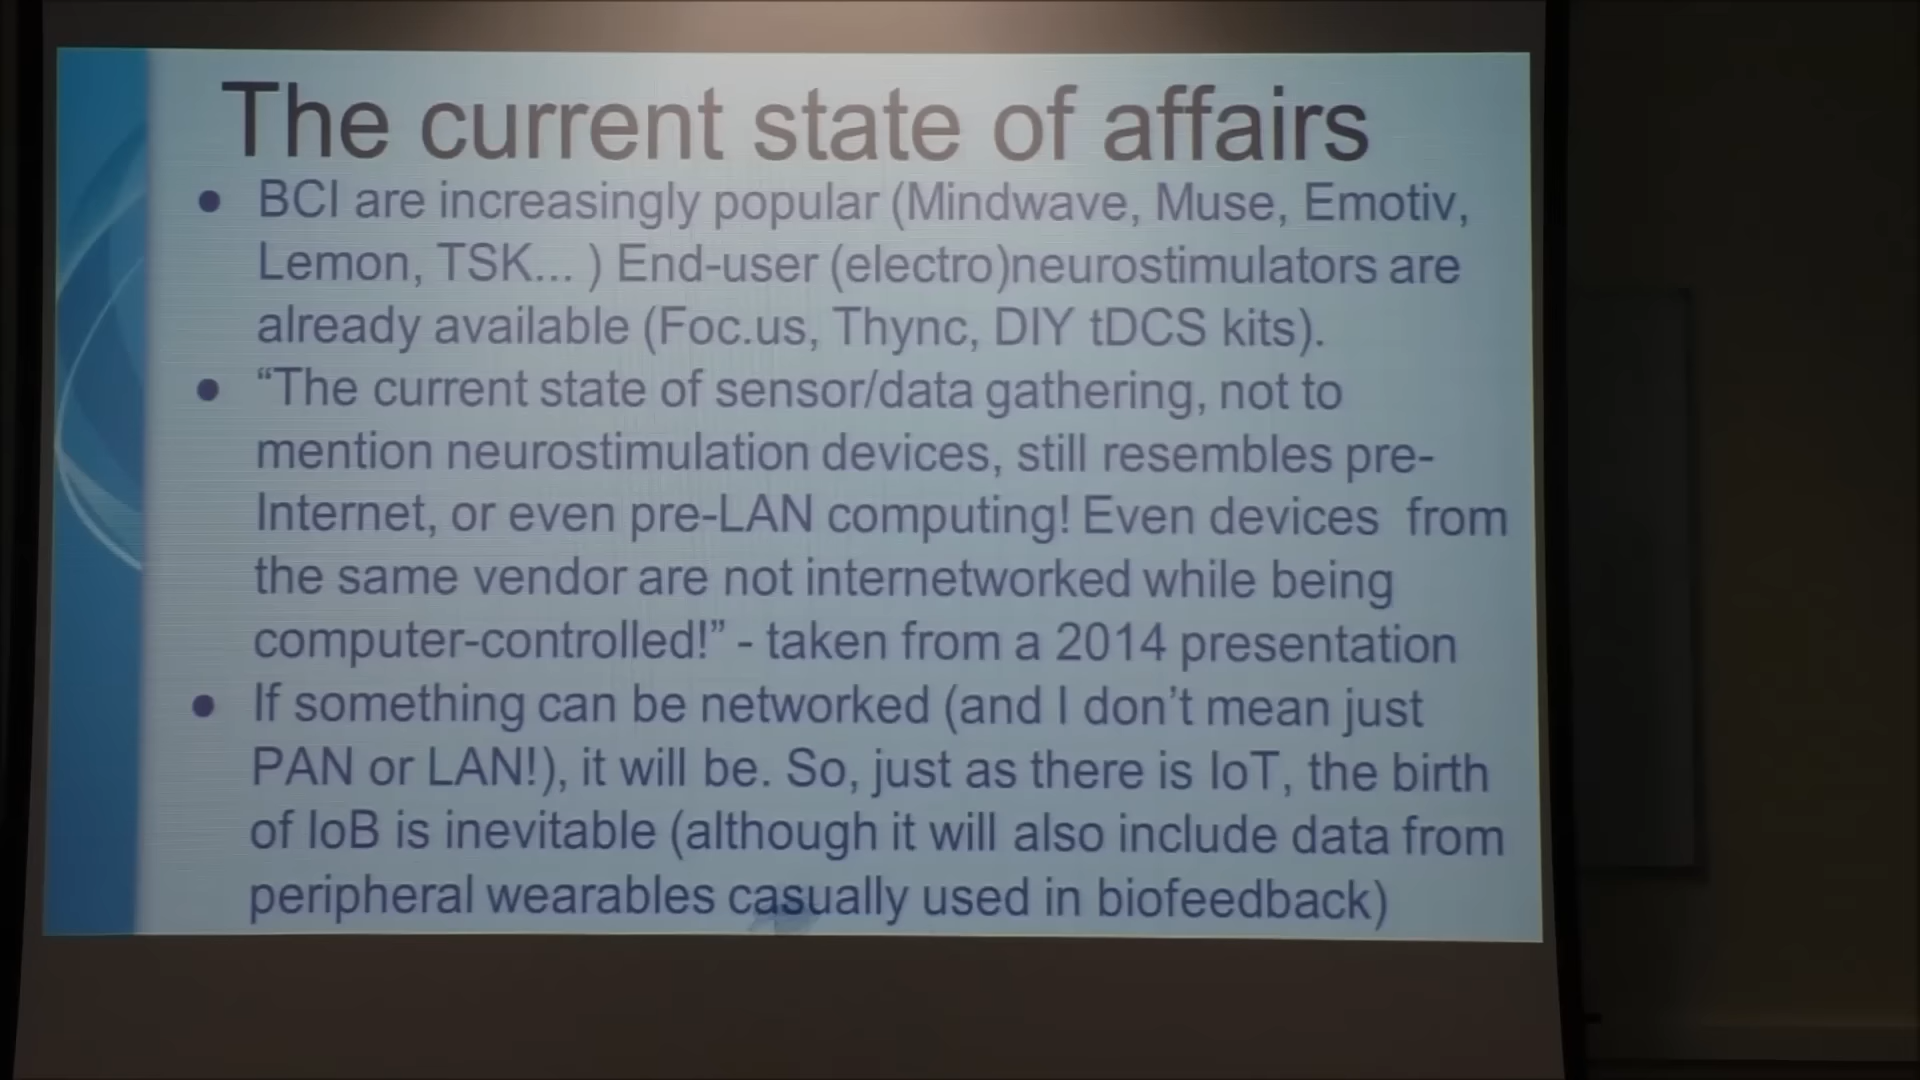 The current state of affairs
● BCI are increasingly popular (Mindwave, Muse, Emotiv,
Lemon, TSK... ) End-user (electro)neurostimulators are
already available (Foc.us, Thync, DIY tDCS kits).
● “The current state of sensor/data gathering, not to
mention neurostimulation devices, still resembles pre-
Internet, or even pre-LAN computing! Even devices from
the same vendor are not internetworked while being
computer-controlled!” - taken from a 2014 presentation
● If something can be networked (and I don’t mean just
PAN or LAN!), it will be. So, just as there is IoT, the birth
of IoB is inevitable (although it will also include data from
peripheral wearables casually used in biofeedback)